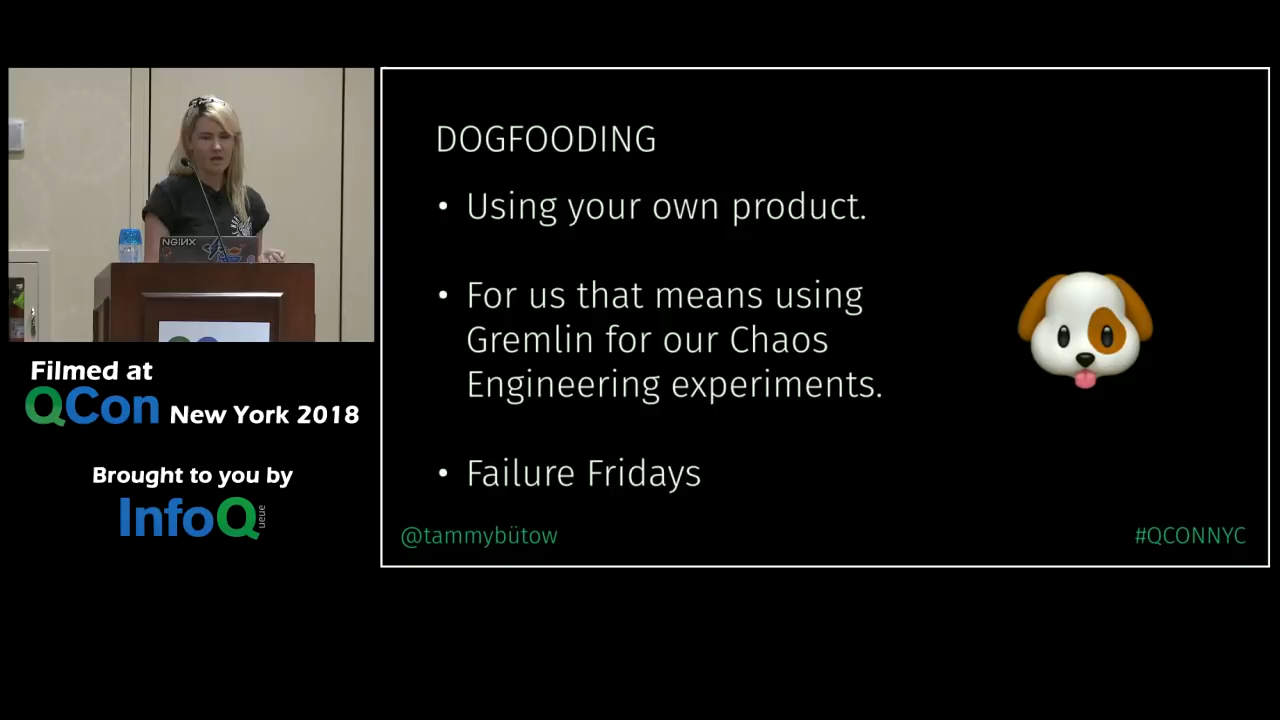 NGINX
Filmed at
QCon New York 2018
Brought to you by
InfoQ
ueue
DOGFOODING
• Using your own product.
• For us that means using
Gremlin for our Chaos
Engineering experiments.
• Failure Fridays
@tammybütow
#QCONNYC